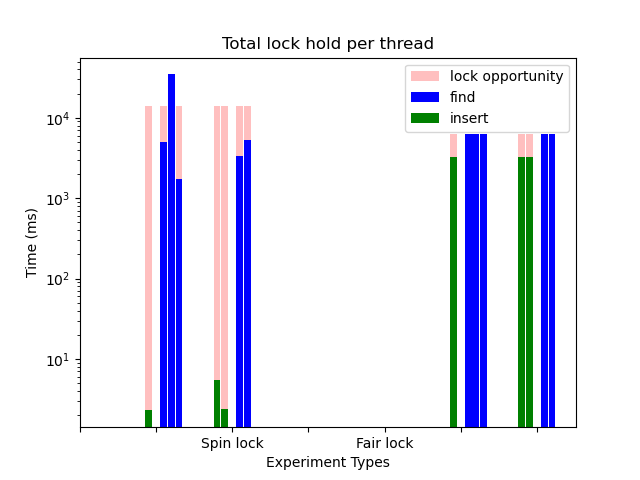 Total lock hold per thread
lock opportunity
find
insert
Time (ms)
10^4
10^3
10^2
10^1
Spin lock
Fair lock
Experiment Types